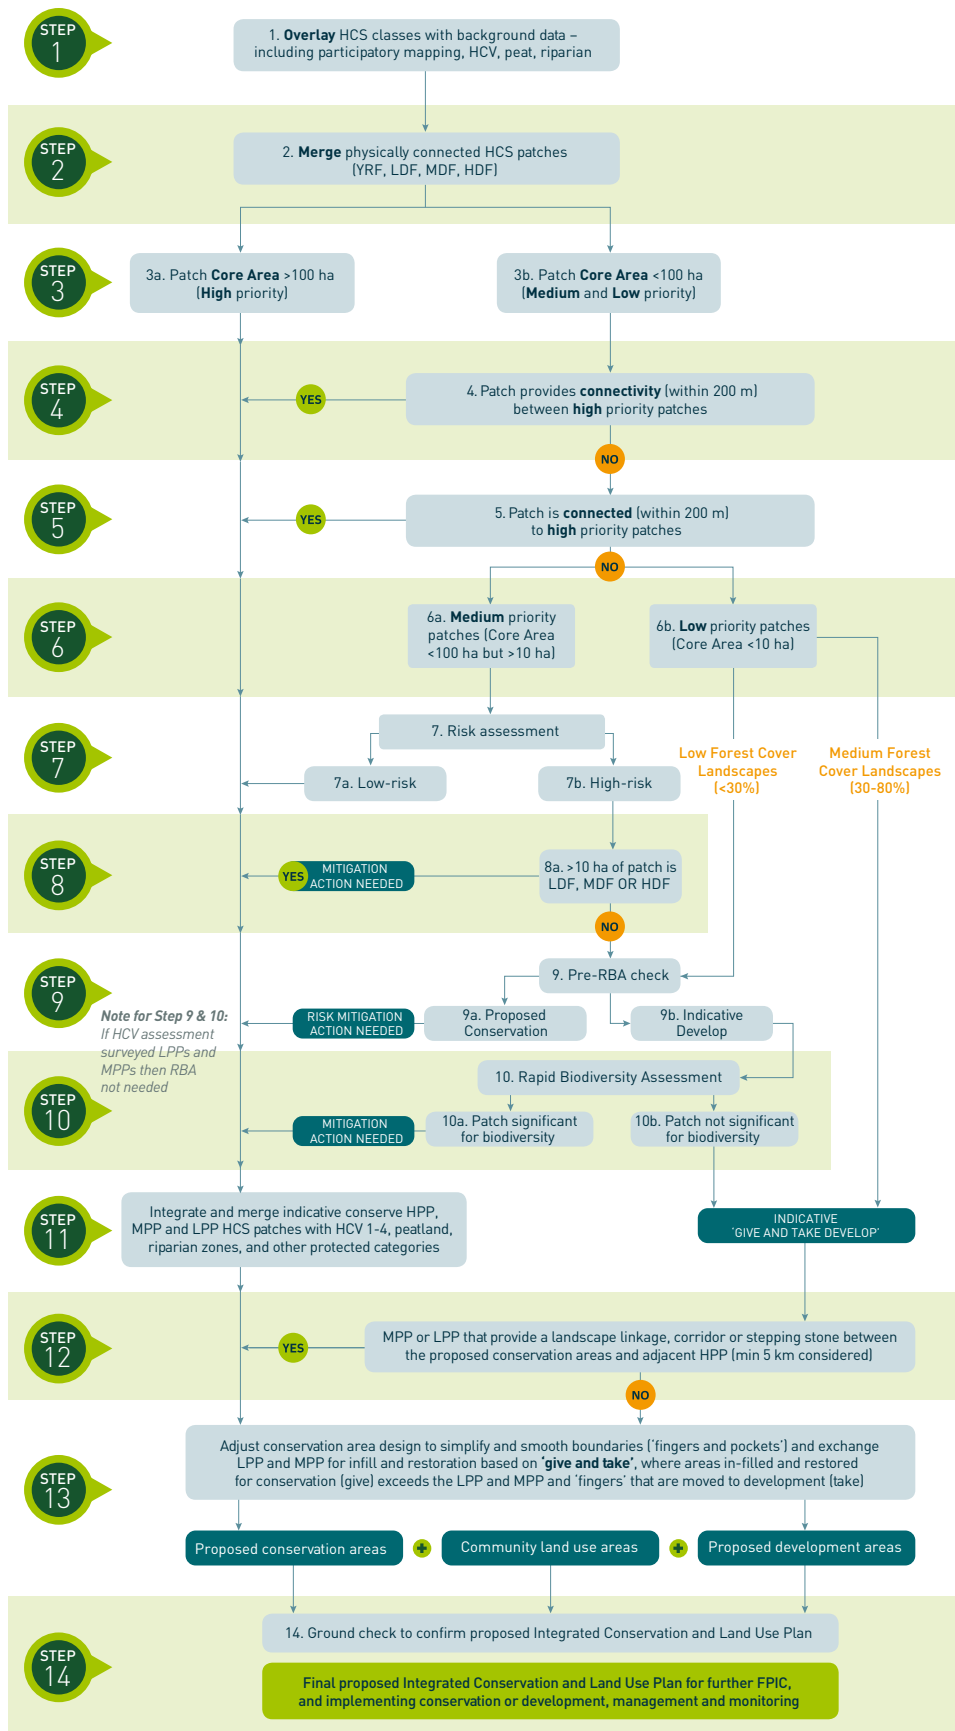 STEP
1
1. Overlay HCS classes with background data –
including participatory mapping, HCV, peat, riparian
STEP
2
2. Merge physically connected HCS patches
(YRF, LDF, MDF, HDF)
STEP
3
3a. Patch Core Area >100 ha
(High priority)
3b. Patch Core Area <100 ha
(Medium and Low priority)
STEP
4
YES
4. Patch provides connectivity (within 200 m)
between high priority patches
NO
STEP
5
YES
5. Patch is connected (within 200 m)
to high priority patches
NO
STEP
6
6a. Medium priority
patches (Core Area
<100 ha but >10 ha)
6b. Low priority patches
(Core Area <10 ha)
STEP
7
7. Risk assessment
7a. Low-risk
7b. High-risk
Low Forest Cover
Landscapes
(<30%)
Medium Forest
Cover Landscapes
(30-80%)
STEP
8
YES
MITIGATION
ACTION NEEDED
8a. >10 ha of patch is
LDF, MDF OR HDF
NO
STEP
9
9. Pre-RBA check
Note for Step 9 & 10:
If HCV assessment
surveyed LPPs and
MPPs then RBA
not needed
RISK MITIGATION
ACTION NEEDED
9a. Proposed
Conservation
9b. Indicative
Develop
STEP
10
10. Rapid Biodiversity Assessment
MITIGATION
ACTION NEEDED
10a. Patch significant
for biodiversity
10b. Patch not significant
for biodiversity
STEP
11
Integrate and merge indicative conserve HPP,
MPP and LPP HCS patches with HCV 1-4, peatland,
riparian zones, and other protected categories
INDICATIVE
'GIVE AND TAKE DEVELOP'
STEP
12
YES
MPP or LPP that provide a landscape linkage, corridor or stepping stone between
the proposed conservation areas and adjacent HPP (min 5 km considered)
NO
STEP
13
Adjust conservation area design to simplify and smooth boundaries ('fingers and pockets') and exchange
LPP and MPP for infill and restoration based on 'give and take', where areas in-filled and restored
for conservation (give) exceeds the LPP and MPP and 'fingers' that are moved to development (take)
Proposed conservation areas
+
Community land use areas
+
Proposed development areas
STEP
14
14. Ground check to confirm proposed Integrated Conservation and Land Use Plan
Final proposed Integrated Conservation and Land Use Plan for further FPIC,
and implementing conservation or development, management and monitoring